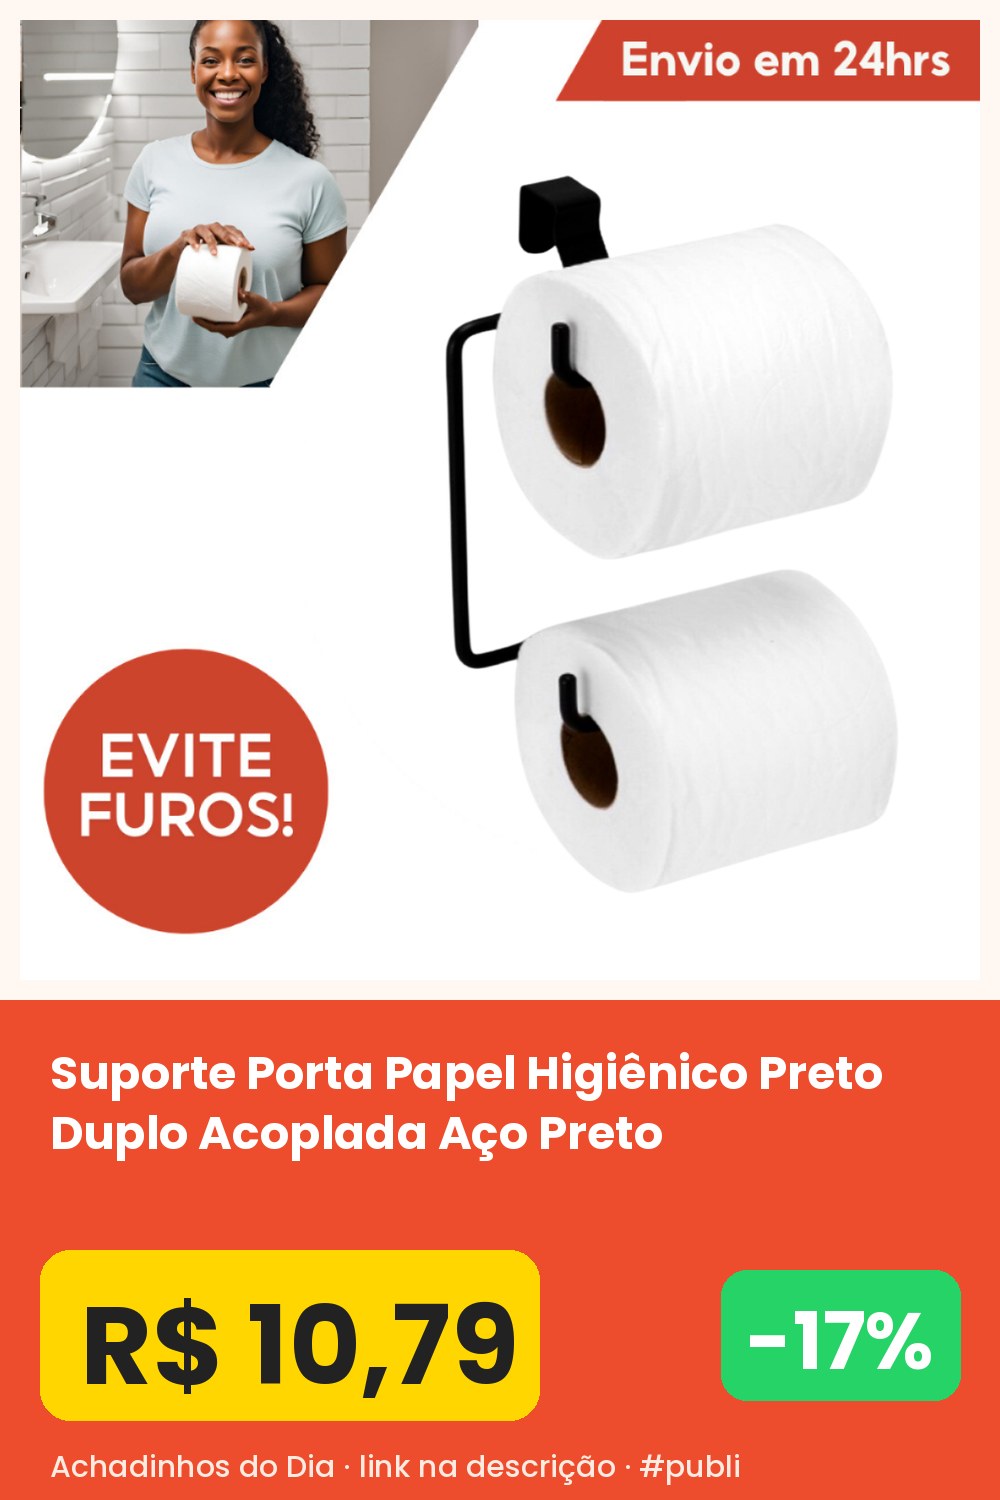 Envio em 24hrs
EVITE
FUROS!
Suporte Porta Papel Higiênico Preto
Duplo Acoplada Aço Preto
R$ 10,79
-17%
Achadinhos do Dia · link na descrição · #publi